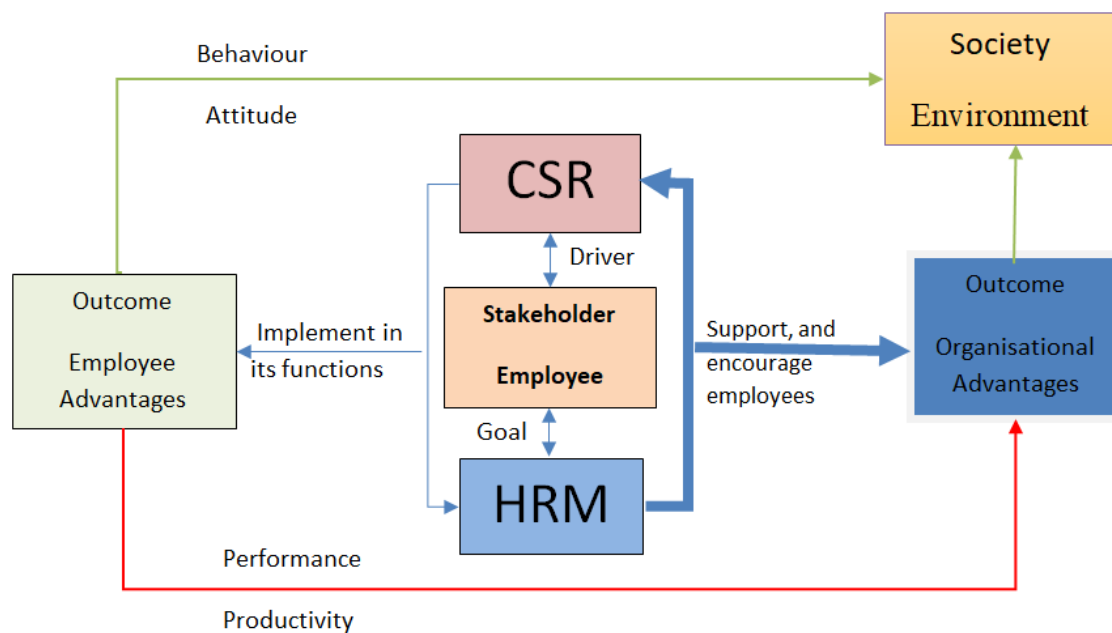 Behaviour
Attitude
Society
Environment
CSR
Driver
Outcome
Employee
Advantages
Implement in
its functions
Stakeholder
Employee
Support, and
encourage
employees
Outcome
Organisational
Advantages
Goal
HRM
Performance
Productivity